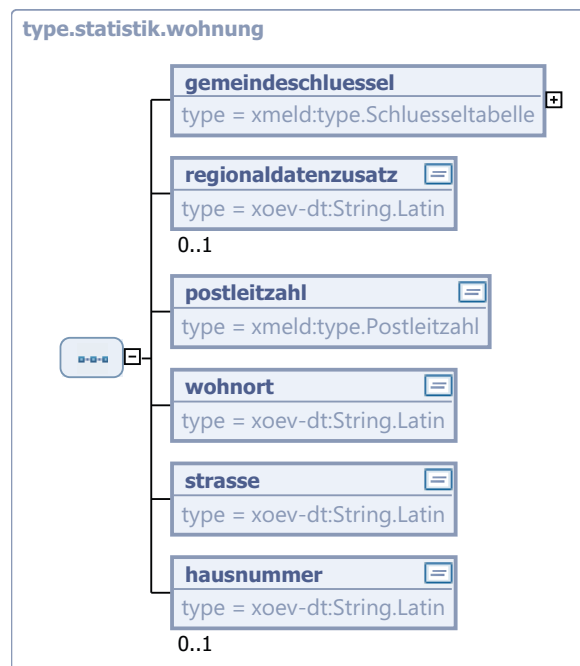 type.statistik.wohnung
gemeindeschluessel
type = xmeld:type.Schluesseltabelle
regionaldatenzusatz
type = xoev-dt:String.Latin
0..1
postleitzahl
type = xmeld:type.Postleitzahl
wohnort
type = xoev-dt:String.Latin
strasse
type = xoev-dt:String.Latin
hausnummer
type = xoev-dt:String.Latin
0..1